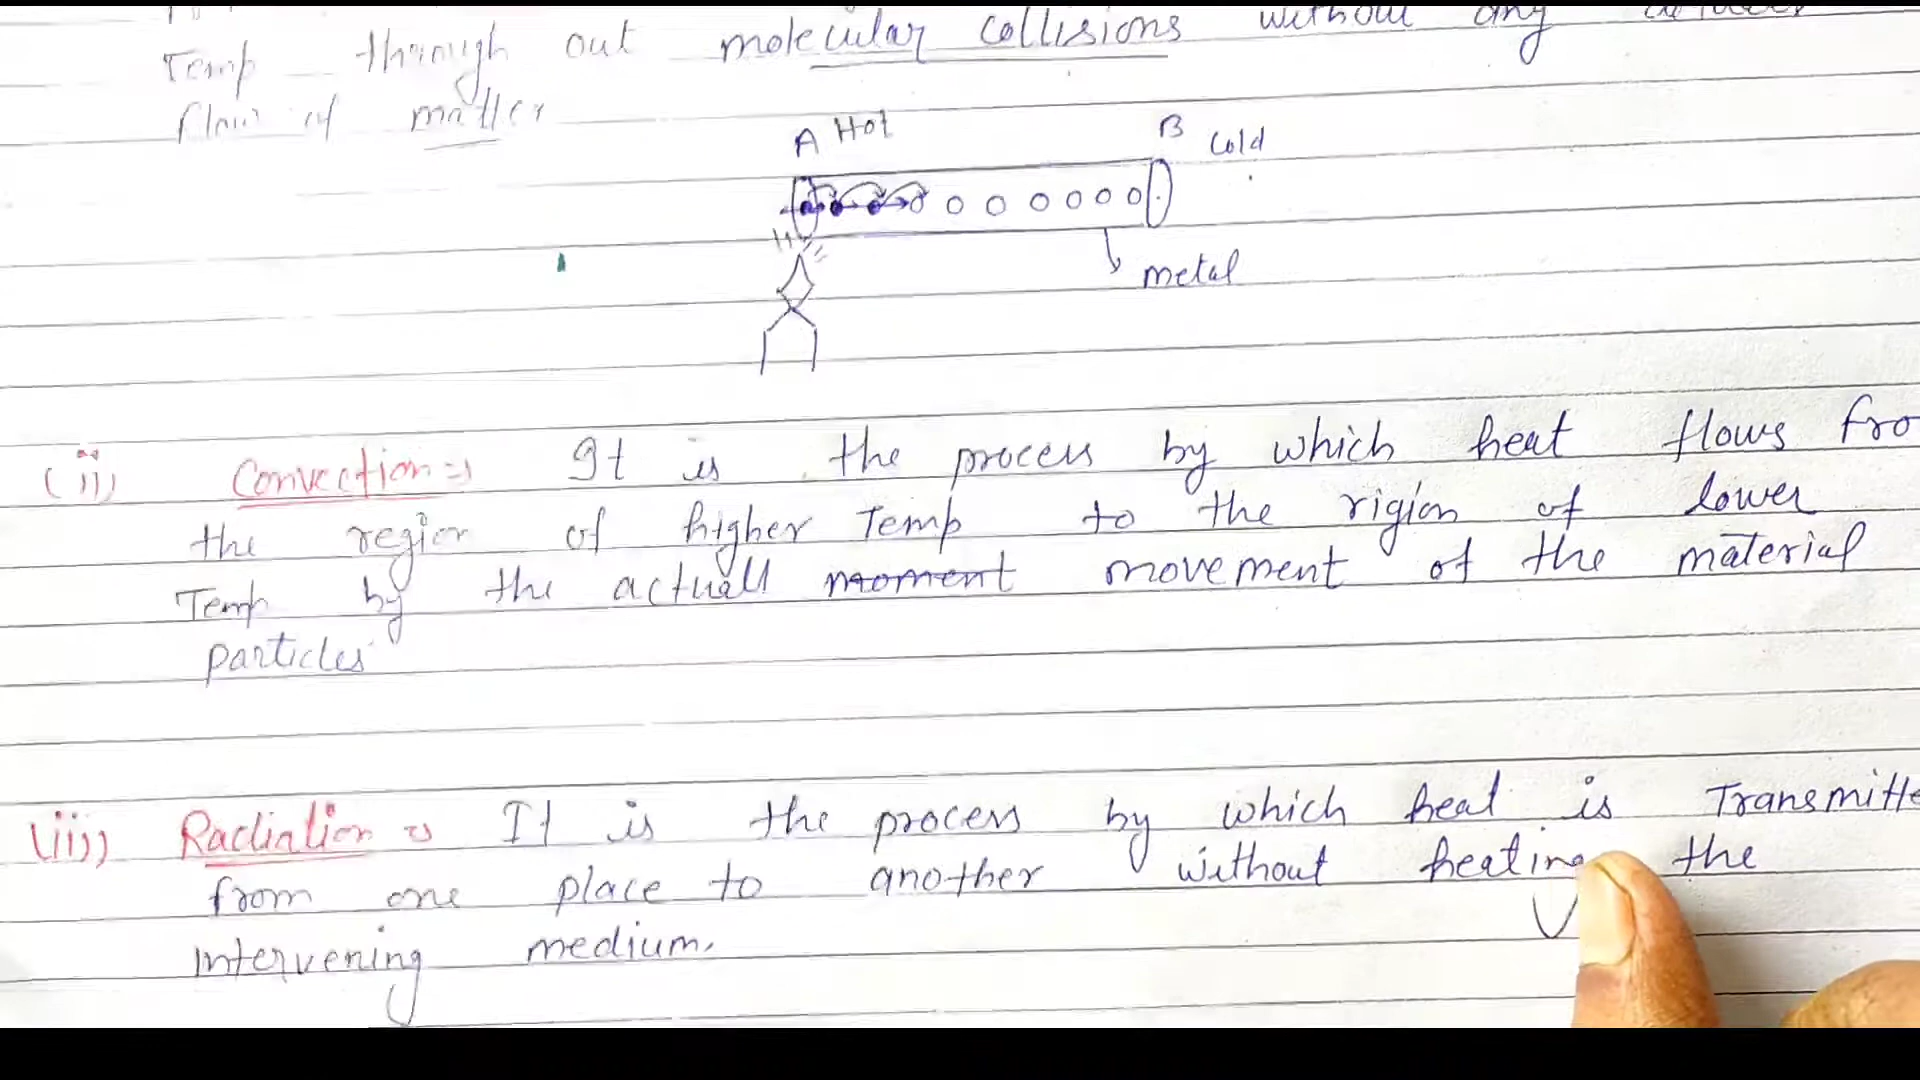 Temp through out molecular collisions without any
flow of matter
A Hot B Cold
metal
(ii) Convection⇒ It is the process by which heat flows fro
the region of higher Temp to the rigion of lower
Temp by the actuall moment movement of the material
particles
(iii) Radiation ⇒ It is the process by which heat is Transmitte
from one place to another without heating the
intervening medium.